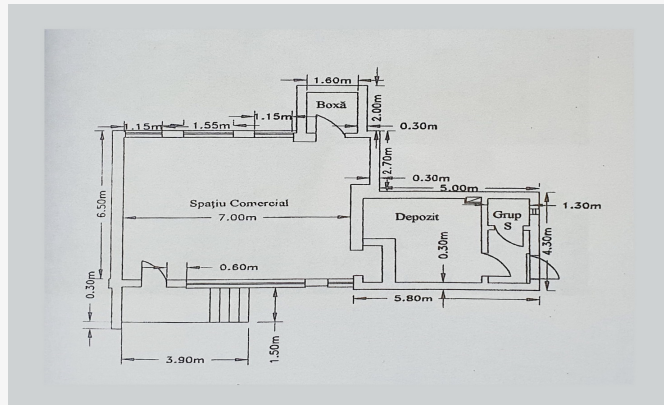 1.60m
Boxă
2.00m
1.15m
1.55m
1.15m
0.30m
2.70m
0.30m
5.00m
6.50m
Spațiu Comercial
7.00m
Depozit
Grup
S
1.30m
4.30m
0.30m
0.60m
0.30m
5.80m
1.50m
3.90m